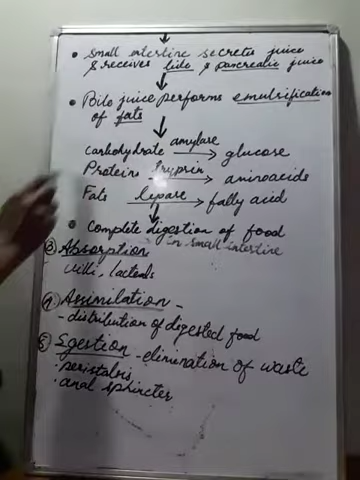 ↓
• Small intestine secretes juice
& receives bile & pancreatic juice
↓
• Bile juice performs emulsification
of fats
↓
carbohydrate amylase → glucose
Proteins trypsin → aminoacids
Fats lypase → fatty acid
↓
• Complete digestion of food
in small intestine
③ Absorption
villi, lacteals
④ Assimilation -
- distribution of digested food
⑤ Egestion - elimination of waste
· peristalsis
· anal sphincter